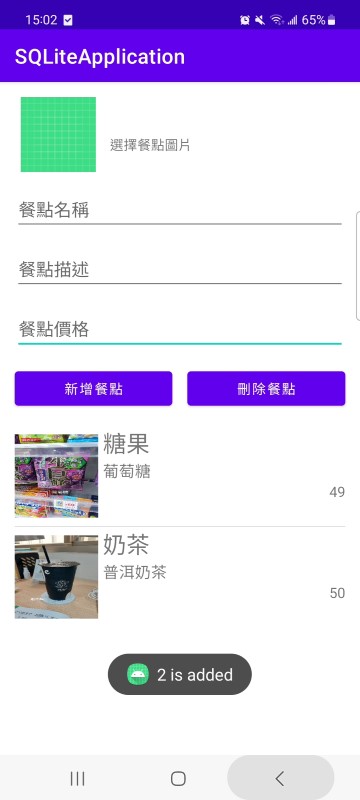 15:02
65%
SQLiteApplication
選擇餐點圖片
餐點名稱
餐點描述
餐點價格
新增餐點
刪除餐點
糖果
葡萄糖
49
奶茶
普洱奶茶
50
2 is added